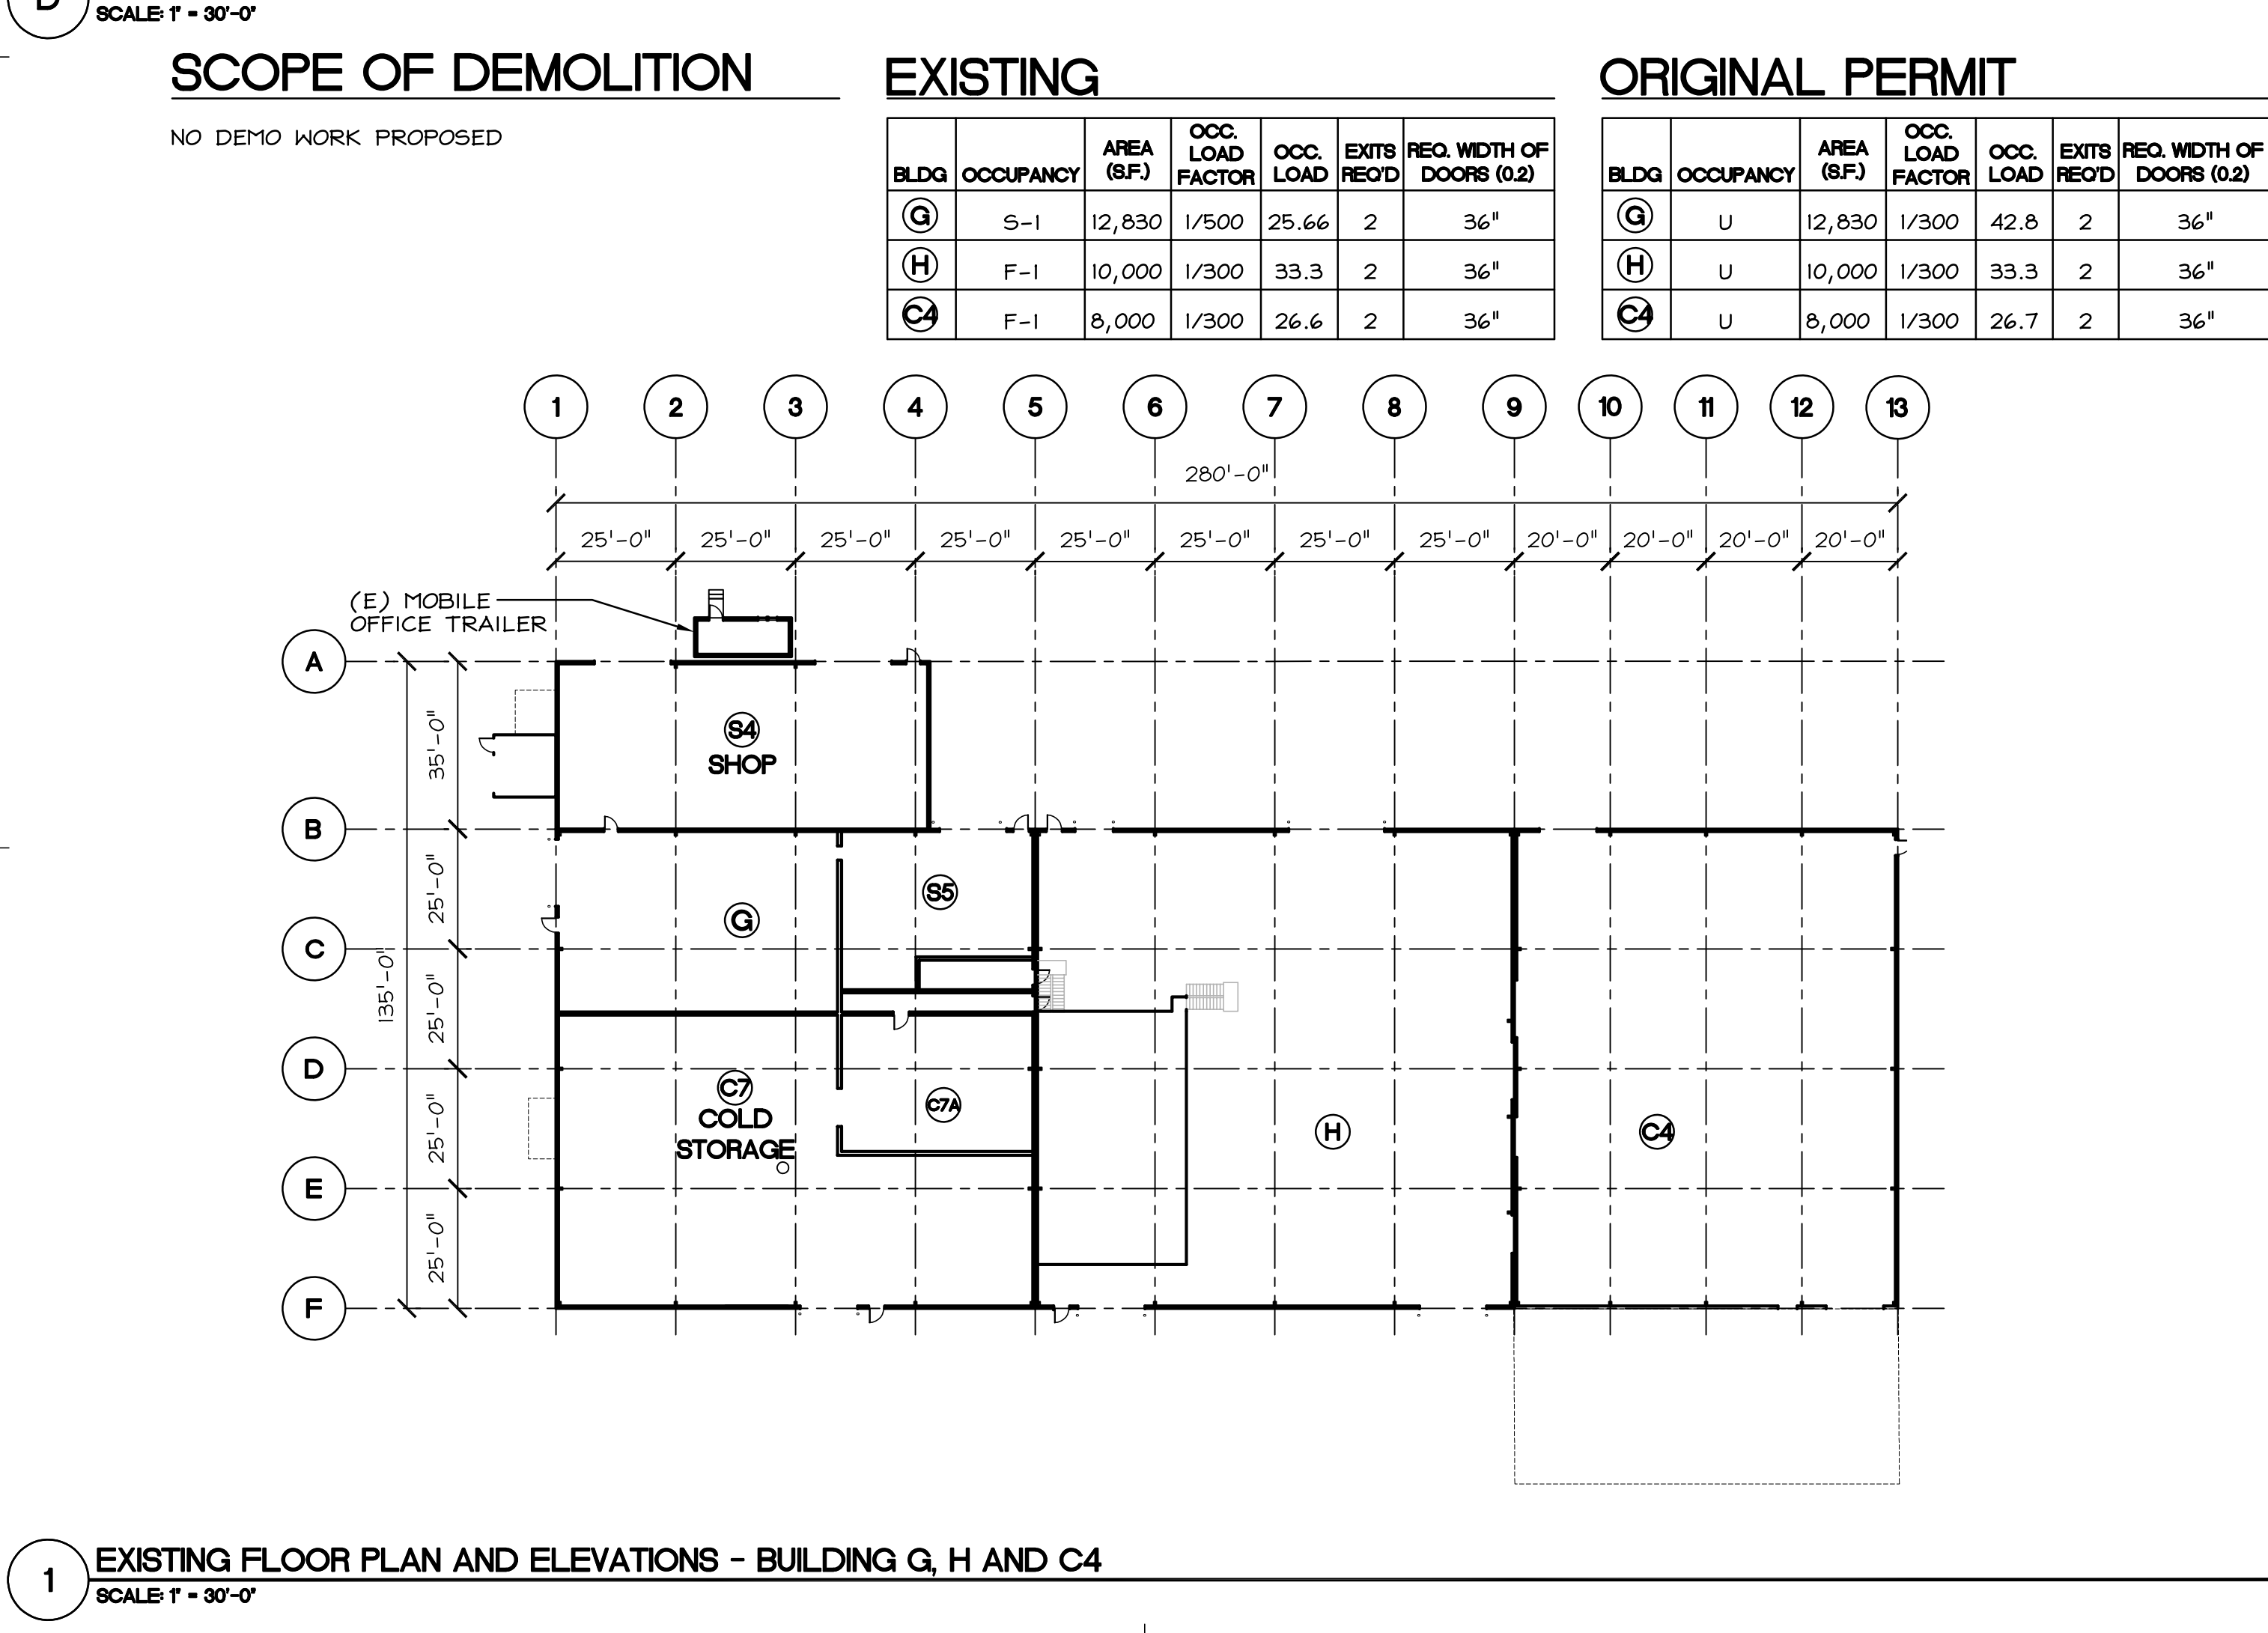 D
SCALE: 1" = 30'-0"
SCOPE OF DEMOLITION
NO DEMO WORK PROPOSED
EXISTING
BLDG OCCUPANCY AREA (S.F.) OCC. LOAD FACTOR OCC. LOAD EXITS REQ'D REQ. WIDTH OF DOORS (0.2)
G S-1 12,830 1/500 25.66 2 36"
H F-1 10,000 1/300 33.3 2 36"
C4 F-1 8,000 1/300 26.6 2 36"
ORIGINAL PERMIT
BLDG OCCUPANCY AREA (S.F.) OCC. LOAD FACTOR OCC. LOAD EXITS REQ'D REQ. WIDTH OF DOORS (0.2)
G U 12,830 1/300 42.8 2 36"
H U 10,000 1/300 33.3 2 36"
C4 U 8,000 1/300 26.7 2 36"
1 2 3 4 5 6 7 8 9 10 11 12 13
280'-0"
25'-0" 25'-0" 25'-0" 25'-0" 25'-0" 25'-0" 25'-0" 25'-0" 20'-0" 20'-0" 20'-0" 20'-0"
(E) MOBILE
OFFICE TRAILER
A
35'-0"
S4
SHOP
B
25'-0"
S5
G
C
135'-0"
25'-0"
D
C7
COLD
STORAGE
C7A
25'-0"
H
C4
E
25'-0"
F
1
EXISTING FLOOR PLAN AND ELEVATIONS - BUILDING G, H AND C4
SCALE: 1" = 30'-0"